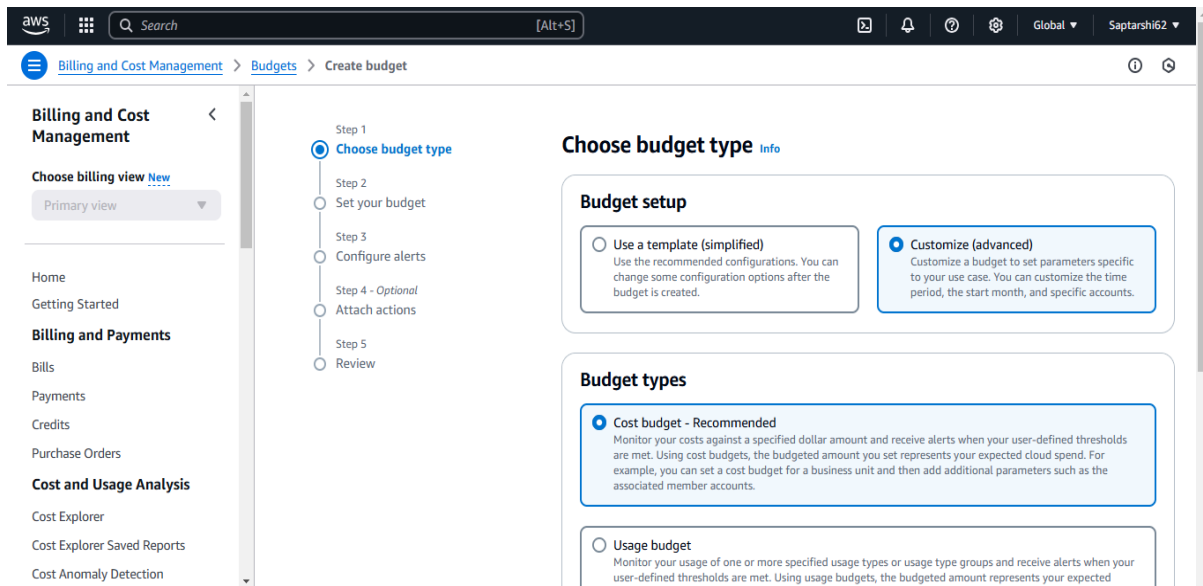 aws
Search
[Alt+S]
Global
Saptarshi62
Billing and Cost Management > Budgets > Create budget
Billing and Cost
Management
Choose billing view New
Primary view
Home
Getting Started
Billing and Payments
Bills
Payments
Credits
Purchase Orders
Cost and Usage Analysis
Cost Explorer
Cost Explorer Saved Reports
Cost Anomaly Detection
Step 1
Choose budget type
Step 2
Set your budget
Step 3
Configure alerts
Step 4 - Optional
Attach actions
Step 5
Review
Choose budget type Info
Budget setup
Use a template (simplified)
Use the recommended configurations. You can
change some configuration options after the
budget is created.
Customize (advanced)
Customize a budget to set parameters specific
to your use case. You can customize the time
period, the start month, and specific accounts.
Budget types
Cost budget - Recommended
Monitor your costs against a specified dollar amount and receive alerts when your user-defined thresholds
are met. Using cost budgets, the budgeted amount you set represents your expected cloud spend. For
example, you can set a cost budget for a business unit and then add additional parameters such as the
associated member accounts.
Usage budget
Monitor your usage of one or more specified usage types or usage type groups and receive alerts when your
user-defined thresholds are met. Using usage budgets, the budgeted amount represents your expected